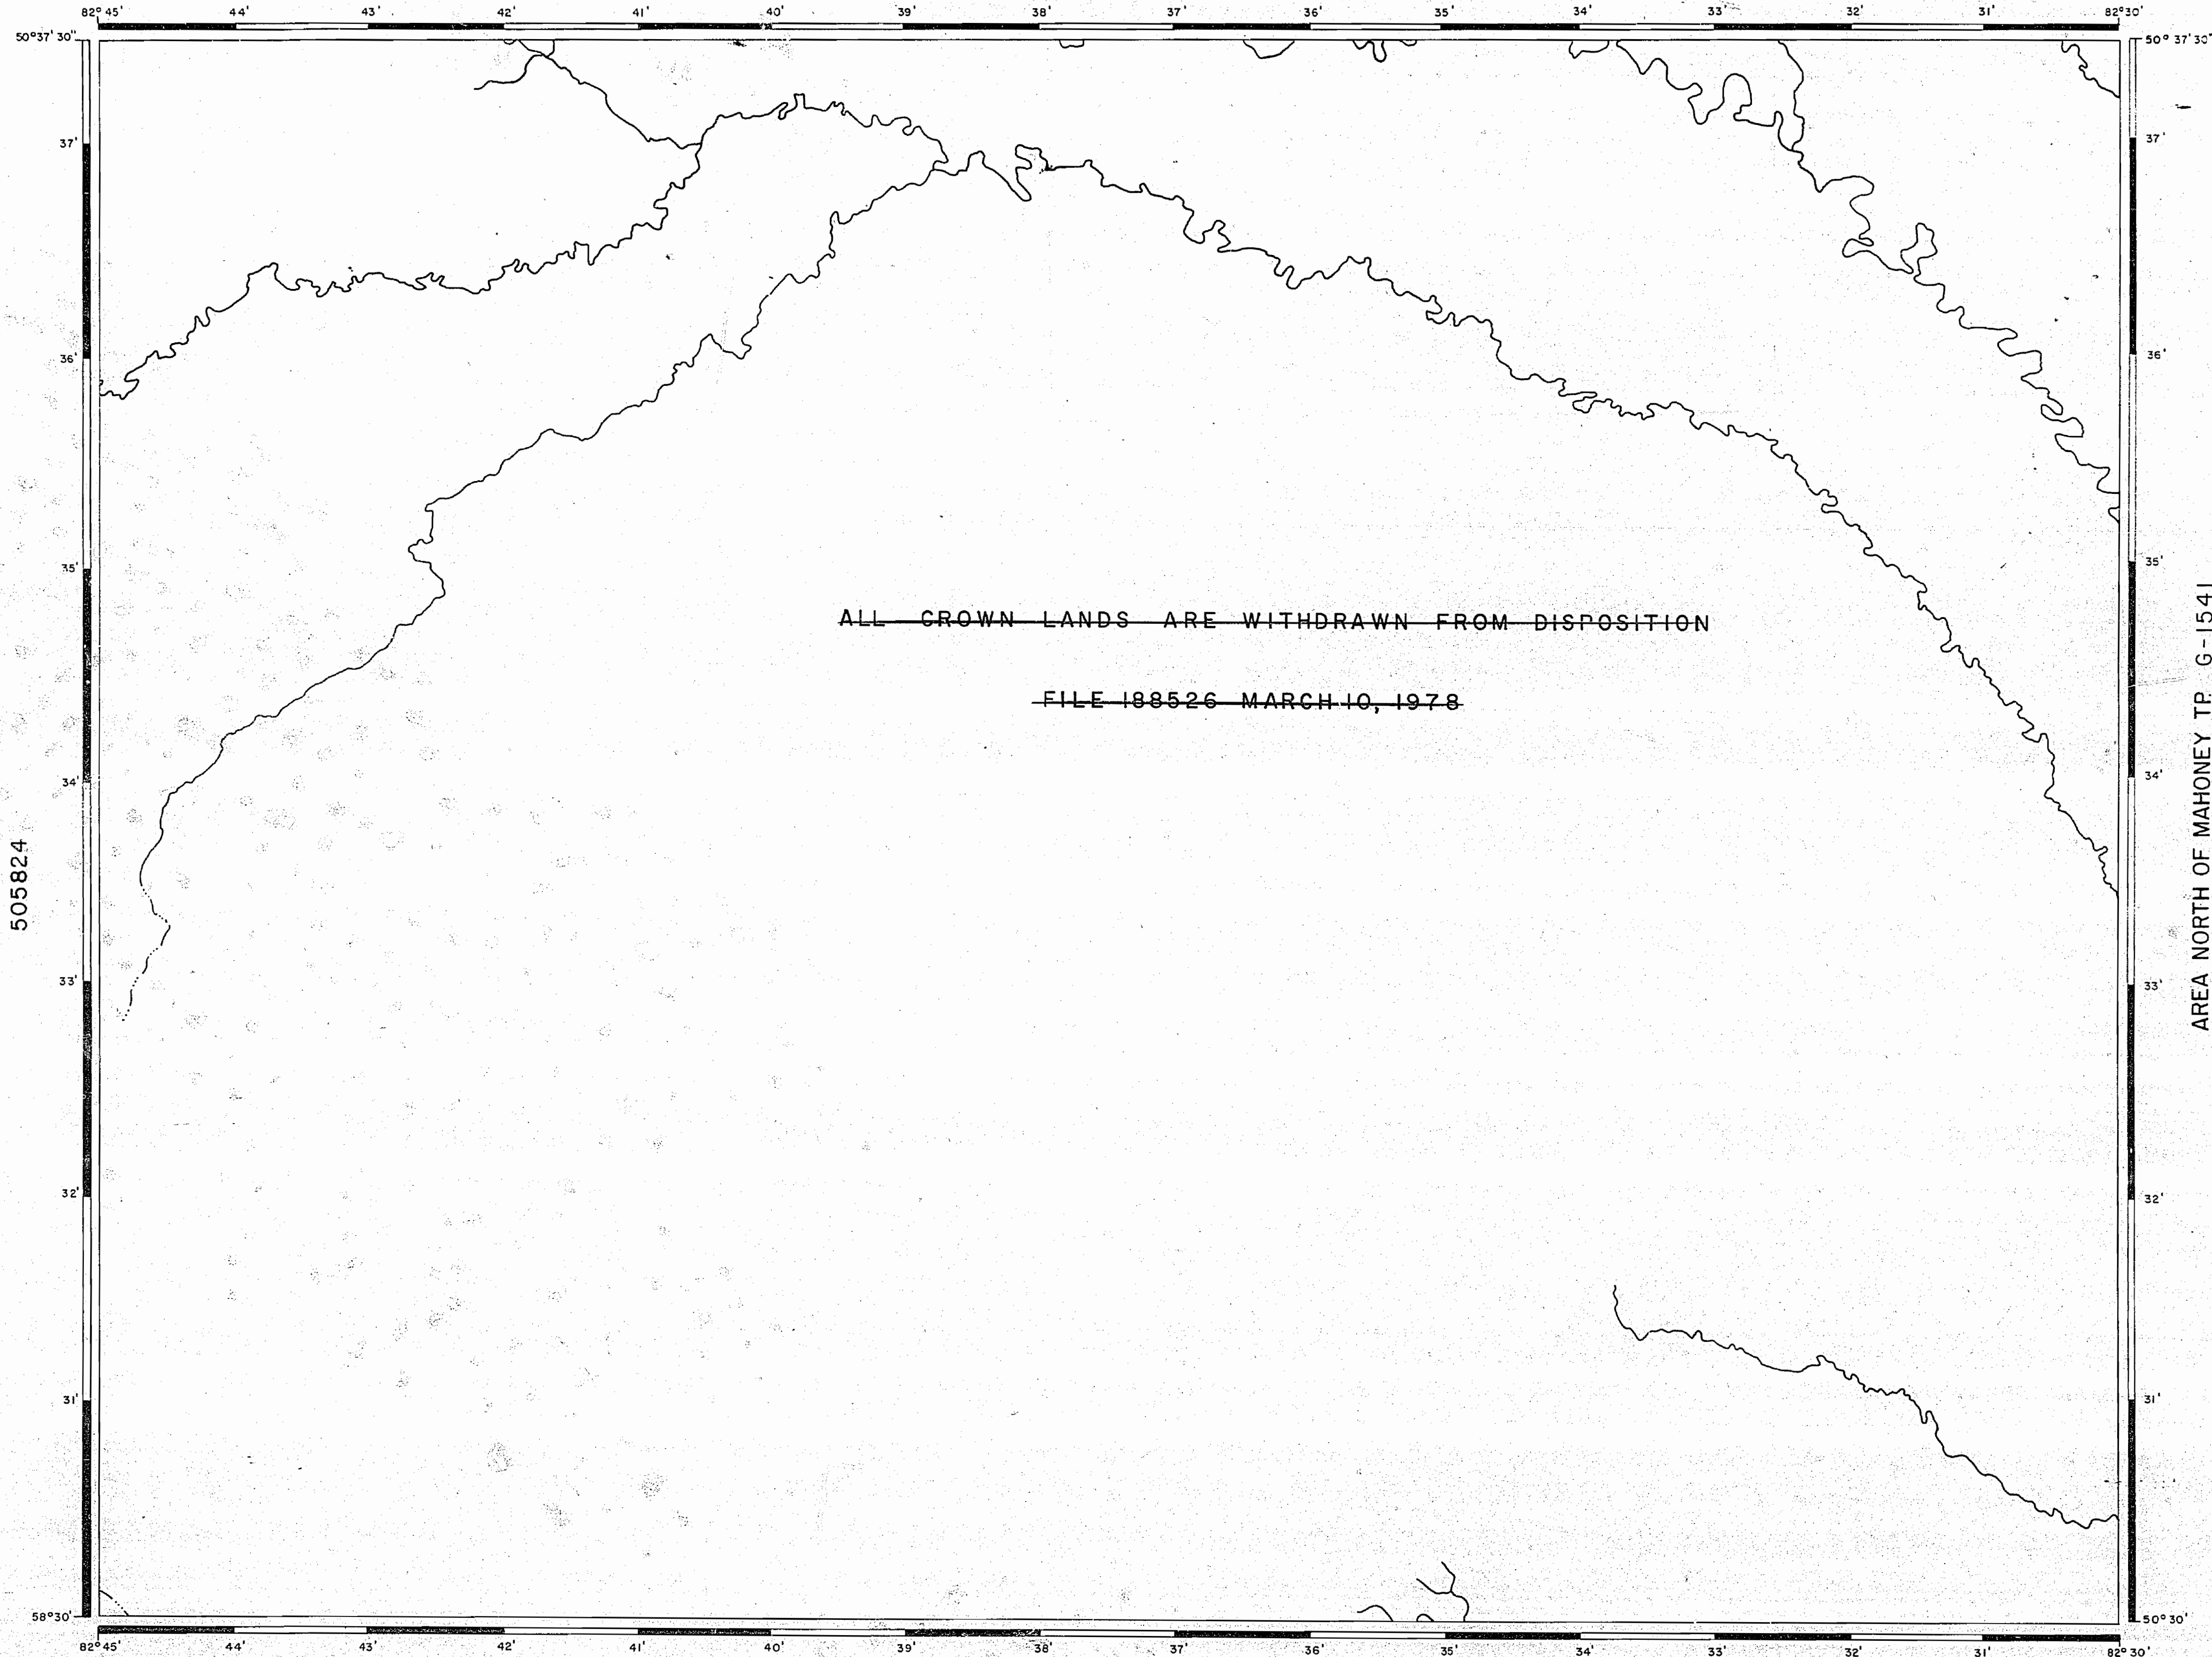 82°45' 44' 43' 42' 41' 40' 39' 38' 37' 36' 35' 34' 33' 32' 31' 82°30'
50°37'30" 50°37'30"
37' 37'
36' 36'
35' 35'
ALL CROWN LANDS ARE WITHDRAWN FROM DISPOSITION
FILE 188526 MARCH 10, 1978
34' 34'
505824
AREA NORTH OF MAHONEY TP. G-1541
33' 33'
32' 32'
31' 31'
58°30' 50°30'
82°45' 44' 43' 42' 41' 40' 39' 38' 37' 36' 35' 34' 33' 32' 31' 82°30'